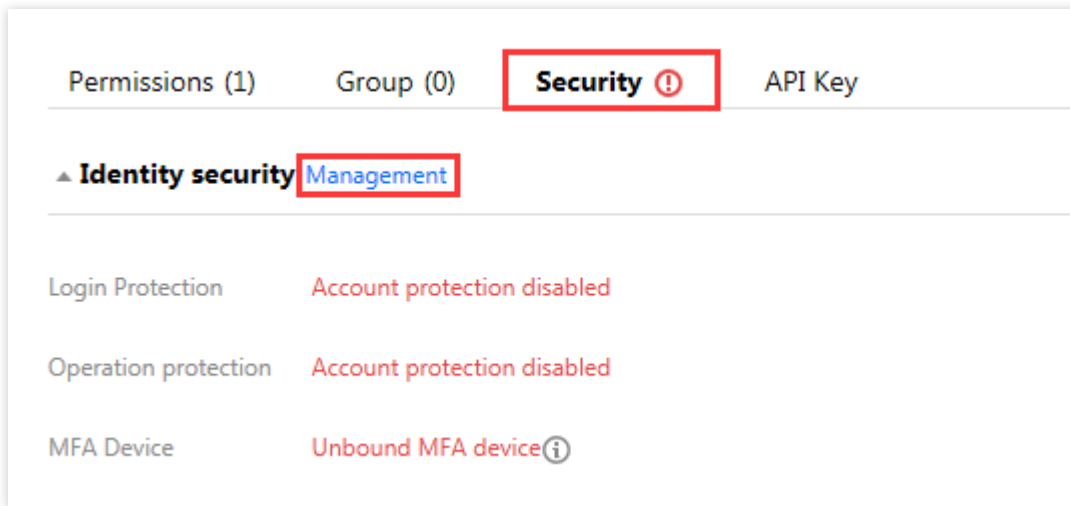 Permissions (1) Group (0) Security API Key
Identity security Management
Login Protection Account protection disabled
Operation protection Account protection disabled
MFA Device Unbound MFA device